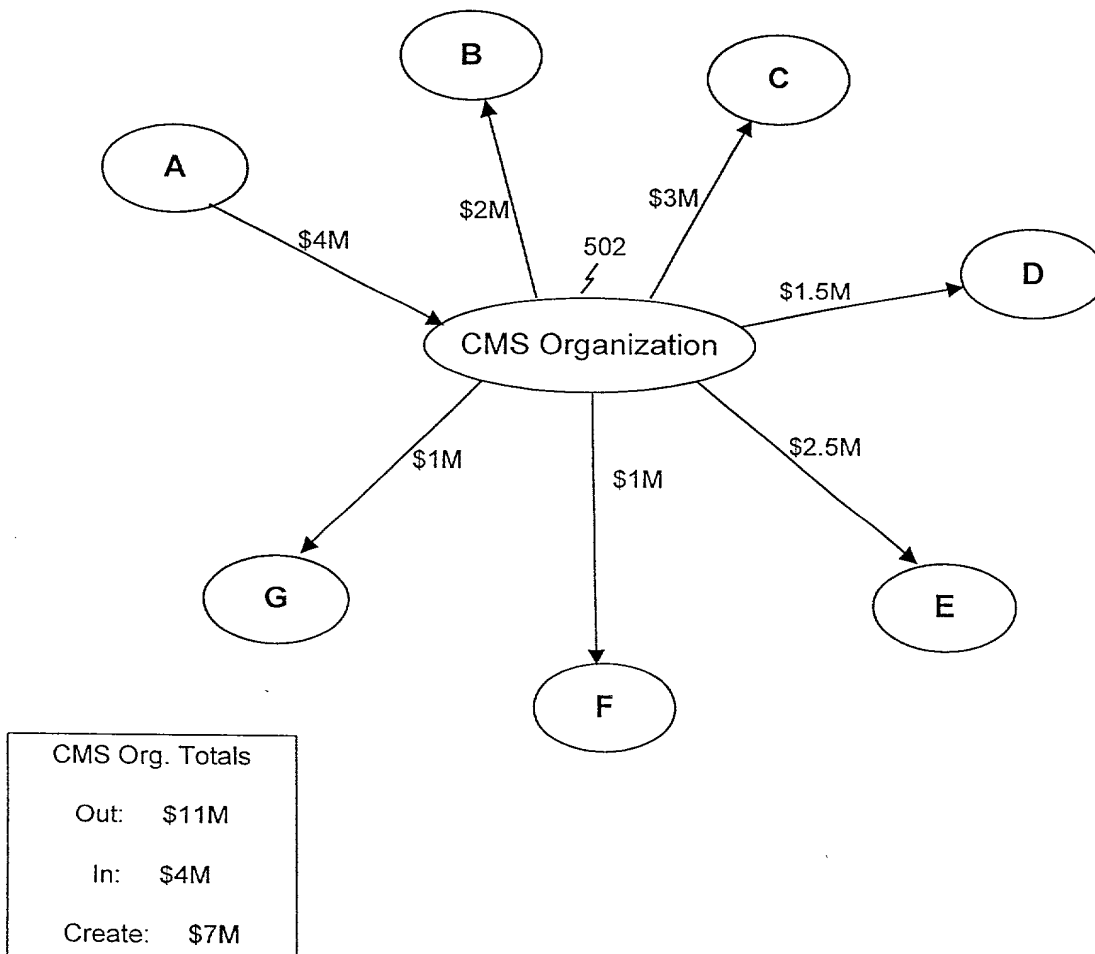 B
C
A
$2M
$3M
$4M
502
D
$1.5M
CMS Organization
$1M
$1M
$2.5M
G
E
F
CMS Org. Totals
Out: $11M
In: $4M
Create: $7M